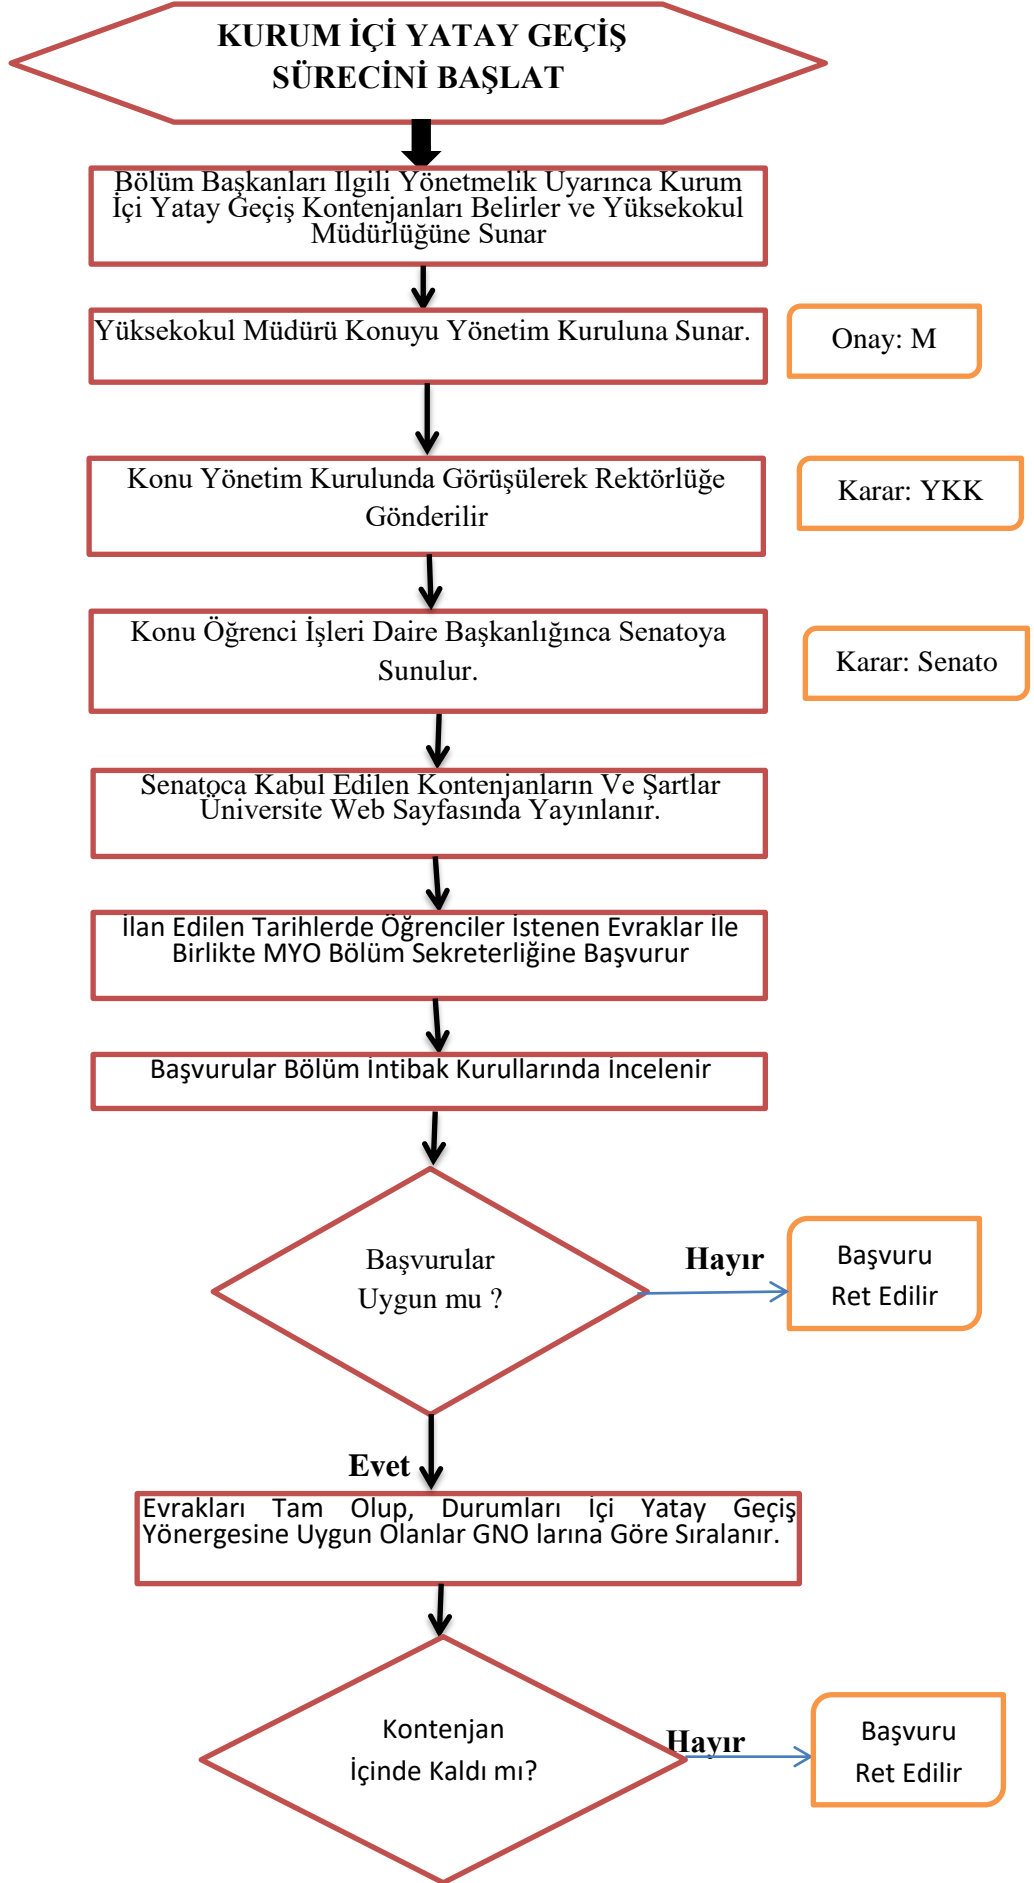 KURUM İÇİ YATAY GEÇİŞ
SÜRECİNİ BAŞLAT
Bölüm Başkanları Ilgili Yönetmelik Uyarınca Kurum
İçi Yatay Geçiş Kontenjanları Belirler ve Yüksekokul
Müdürlüğüne Sunar
Yüksekokul Müdürü Konuyu Yönetim Kuruluna Sunar.
Onay: M
Konu Yönetim Kurulunda Görüşülerek Rektörlüğe
Gönderilir
Karar: YKK
Konu Öğrenci İşleri Daire Başkanlığınca Senatoya
Sunulur.
Karar: Senato
Senatoca Kabul Edilen Kontenjanların Ve Şartlar
Üniversite Web Sayfasında Yayınlanır.
İlan Edilen Tarihlerde Öğrenciler İstenen Evraklar İle
Birlikte MYO Bölüm Sekreterliğine Başvurur
Başvurular Bölüm İntibak Kurullarında İncelenir
Başvurular
Uygun mu ?
Hayır
Başvuru
Ret Edilir
Evet
Evrakları Tam Olup, Durumları İçi Yatay Geçiş
Yönergesine Uygun Olanlar GNO larına Göre Sıralanır.
Kontenjan
İçinde Kaldı mı?
Hayır
Başvuru
Ret Edilir